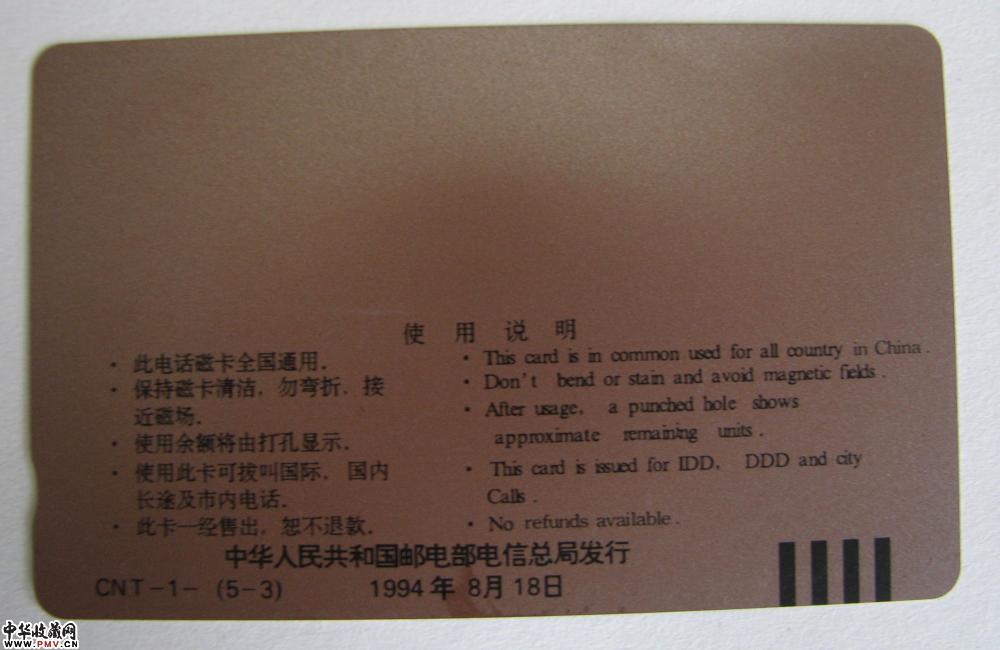 使 用 说 明
· 此电话磁卡全国通用.
· 保持磁卡清洁, 勿弯折, 接
近磁场.
· 使用余额将由打孔显示.
· 使用此卡可拨叫国际, 国内
长途及市内电话.
· 此卡一经售出, 恕不退款.
· This card is in common used for all country in China.
· Don't bend or stain and avoid magnetic fields.
· After usage, a punched hole shows
approximate remaining units.
· This card is issued for IDD, DDD and city
Calls.
· No refunds available.
中华人民共和国邮电部电信总局发行
CNT-1- (5-3) 1994年 8月 18日
中华收藏网
www.PMV.CN